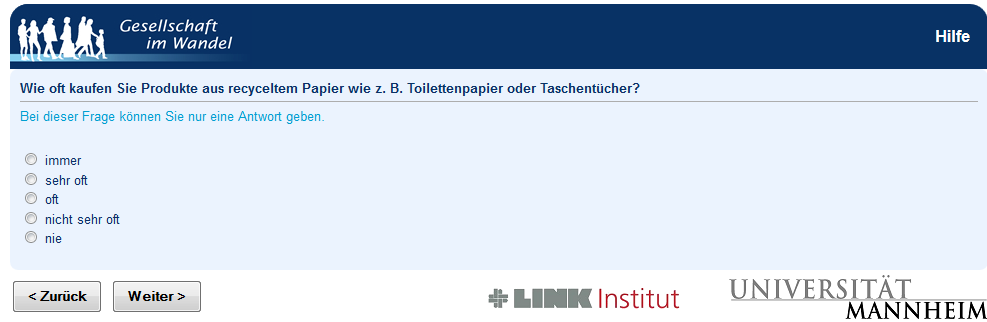 Gesellschaft
im Wandel
Hilfe
Wie oft kaufen Sie Produkte aus recyceltem Papier wie z. B. Toilettenpapier oder Taschentücher?
Bei dieser Frage können Sie nur eine Antwort geben.
immer
sehr oft
oft
nicht sehr oft
nie
< Zurück
Weiter >
LINK Institut
UNIVERSITÄT
MANNHEIM